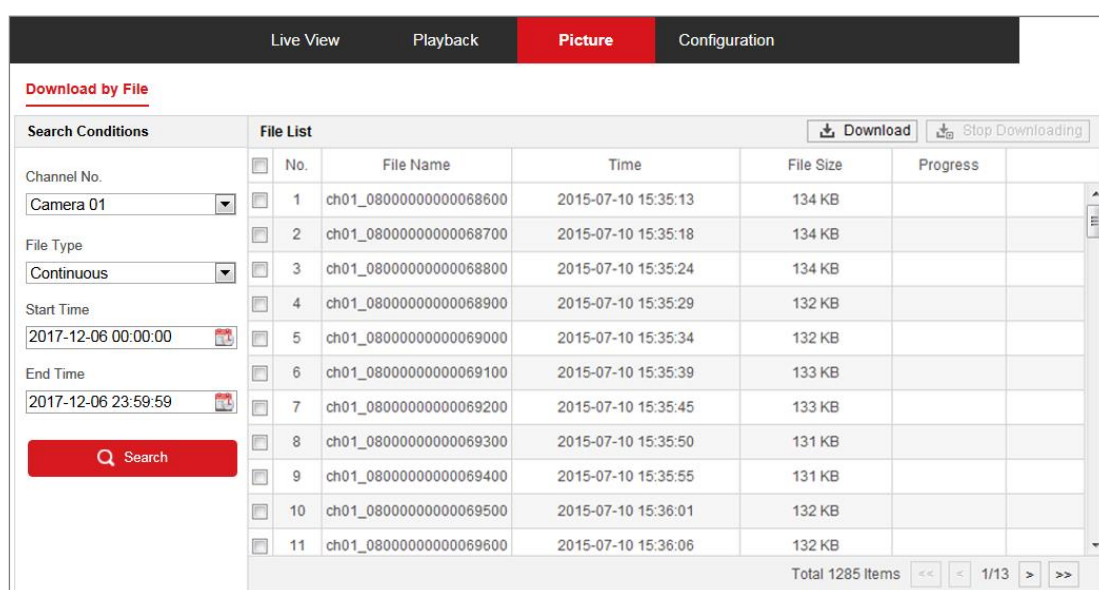 Live View Playback Picture Configuration
Download by File
Search Conditions
Channel No.
Camera 01
File Type
Continuous
Start Time
2017-12-06 00:00:00
End Time
2017-12-06 23:59:59
Search
File List Download Stop Downloading
No. File Name Time File Size Progress
1 ch01_08000000000068600 2015-07-10 15:35:13 134 KB
2 ch01_08000000000068700 2015-07-10 15:35:18 134 KB
3 ch01_08000000000068800 2015-07-10 15:35:24 134 KB
4 ch01_08000000000068900 2015-07-10 15:35:29 132 KB
5 ch01_08000000000069000 2015-07-10 15:35:34 132 KB
6 ch01_08000000000069100 2015-07-10 15:35:39 133 KB
7 ch01_08000000000069200 2015-07-10 15:35:45 133 KB
8 ch01_08000000000069300 2015-07-10 15:35:50 131 KB
9 ch01_08000000000069400 2015-07-10 15:35:55 131 KB
10 ch01_08000000000069500 2015-07-10 15:36:01 132 KB
11 ch01_08000000000069600 2015-07-10 15:36:06 132 KB
Total 1285 Items << < 1/13 > >>